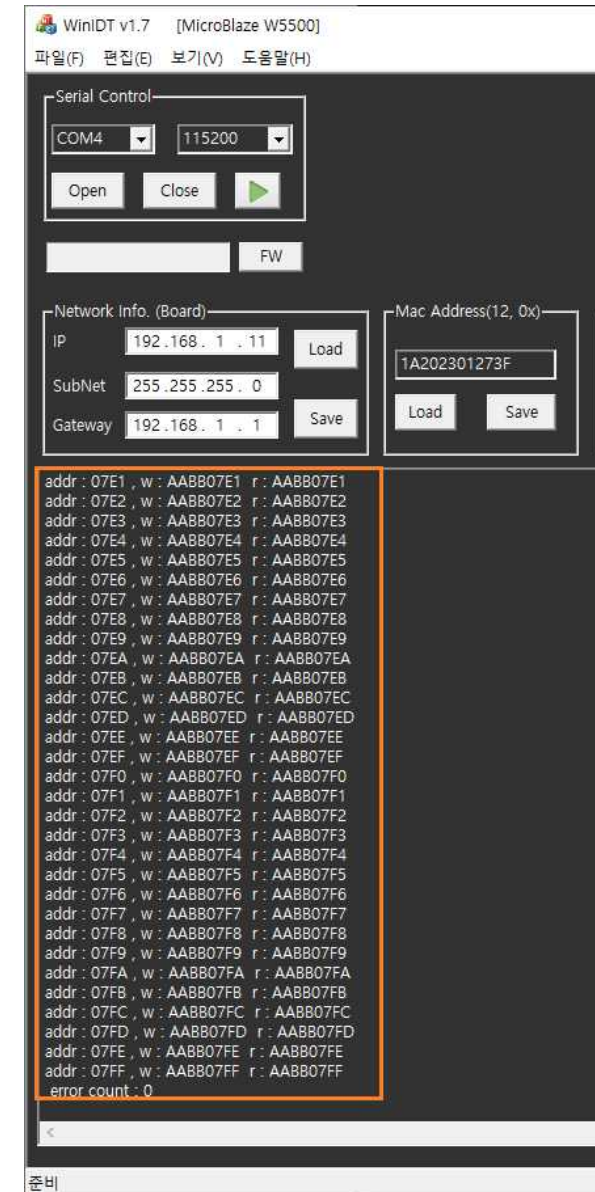 WinIDT v1.7 [MicroBlaze W5500]
파일(F) 편집(E) 보기(V) 도움말(H)
Serial Control
COM4 115200
Open Close
FW
Network Info. (Board)
IP 192 .168 . 1 . 11
Load
SubNet 255 .255 .255 . 0
Gateway 192 .168 . 1 . 1
Save
Mac Address(12, 0x)
1A202301273F
Load Save
addr : 07E1 , w : AABB07E1 r : AABB07E1
addr : 07E2 , w : AABB07E2 r : AABB07E2
addr : 07E3 , w : AABB07E3 r : AABB07E3
addr : 07E4 , w : AABB07E4 r : AABB07E4
addr : 07E5 , w : AABB07E5 r : AABB07E5
addr : 07E6 , w : AABB07E6 r : AABB07E6
addr : 07E7 , w : AABB07E7 r : AABB07E7
addr : 07E8 , w : AABB07E8 r : AABB07E8
addr : 07E9 , w : AABB07E9 r : AABB07E9
addr : 07EA , w : AABB07EA r : AABB07EA
addr : 07EB , w : AABB07EB r : AABB07EB
addr : 07EC , w : AABB07EC r : AABB07EC
addr : 07ED , w : AABB07ED r : AABB07ED
addr : 07EE , w : AABB07EE r : AABB07EE
addr : 07EF , w : AABB07EF r : AABB07EF
addr : 07F0 , w : AABB07F0 r : AABB07F0
addr : 07F1 , w : AABB07F1 r : AABB07F1
addr : 07F2 , w : AABB07F2 r : AABB07F2
addr : 07F3 , w : AABB07F3 r : AABB07F3
addr : 07F4 , w : AABB07F4 r : AABB07F4
addr : 07F5 , w : AABB07F5 r : AABB07F5
addr : 07F6 , w : AABB07F6 r : AABB07F6
addr : 07F7 , w : AABB07F7 r : AABB07F7
addr : 07F8 , w : AABB07F8 r : AABB07F8
addr : 07F9 , w : AABB07F9 r : AABB07F9
addr : 07FA , w : AABB07FA r : AABB07FA
addr : 07FB , w : AABB07FB r : AABB07FB
addr : 07FC , w : AABB07FC r : AABB07FC
addr : 07FD , w : AABB07FD r : AABB07FD
addr : 07FE , w : AABB07FE r : AABB07FE
addr : 07FF , w : AABB07FF r : AABB07FF
error count : 0
준비